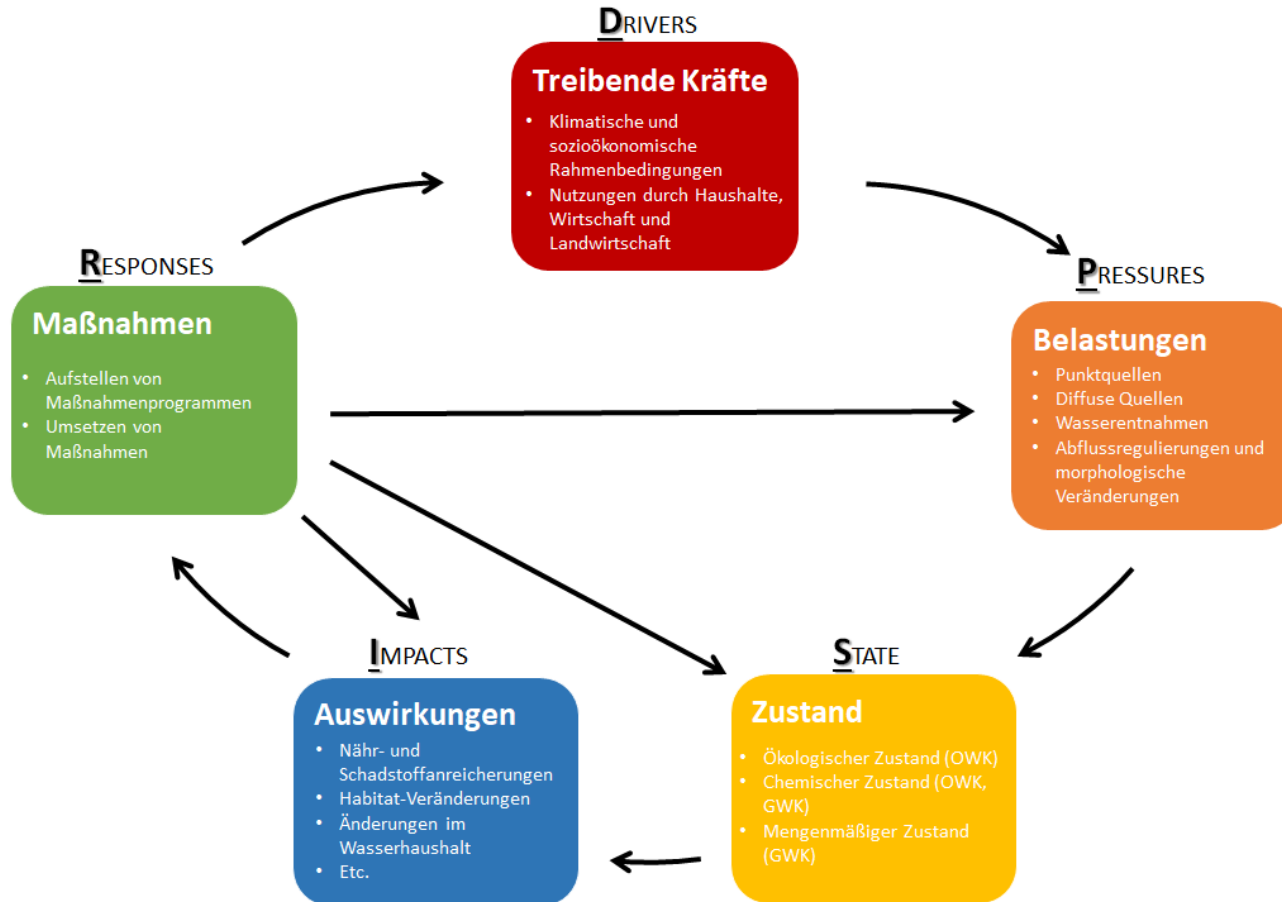 DRIVERS
Treibende Kräfte
• Klimatische und
sozioökonomische
Rahmenbedingungen
• Nutzungen durch Haushalte,
Wirtschaft und
Landwirtschaft
RESPONSES
Maßnahmen
• Aufstellen von
Maßnahmenprogrammen
• Umsetzen von
Maßnahmen
PRESSURES
Belastungen
• Punktquellen
• Diffuse Quellen
• Wasserentnahmen
• Abflussregulierungen und
morphologische
Veränderungen
IMPACTS
Auswirkungen
• Nähr- und
Schadstoffanreicherungen
• Habitat-Veränderungen
• Änderungen im
Wasserhaushalt
• Etc.
STATE
Zustand
• Ökologischer Zustand (OWK)
• Chemischer Zustand (OWK,
GWK)
• Mengenmäßiger Zustand
(GWK)